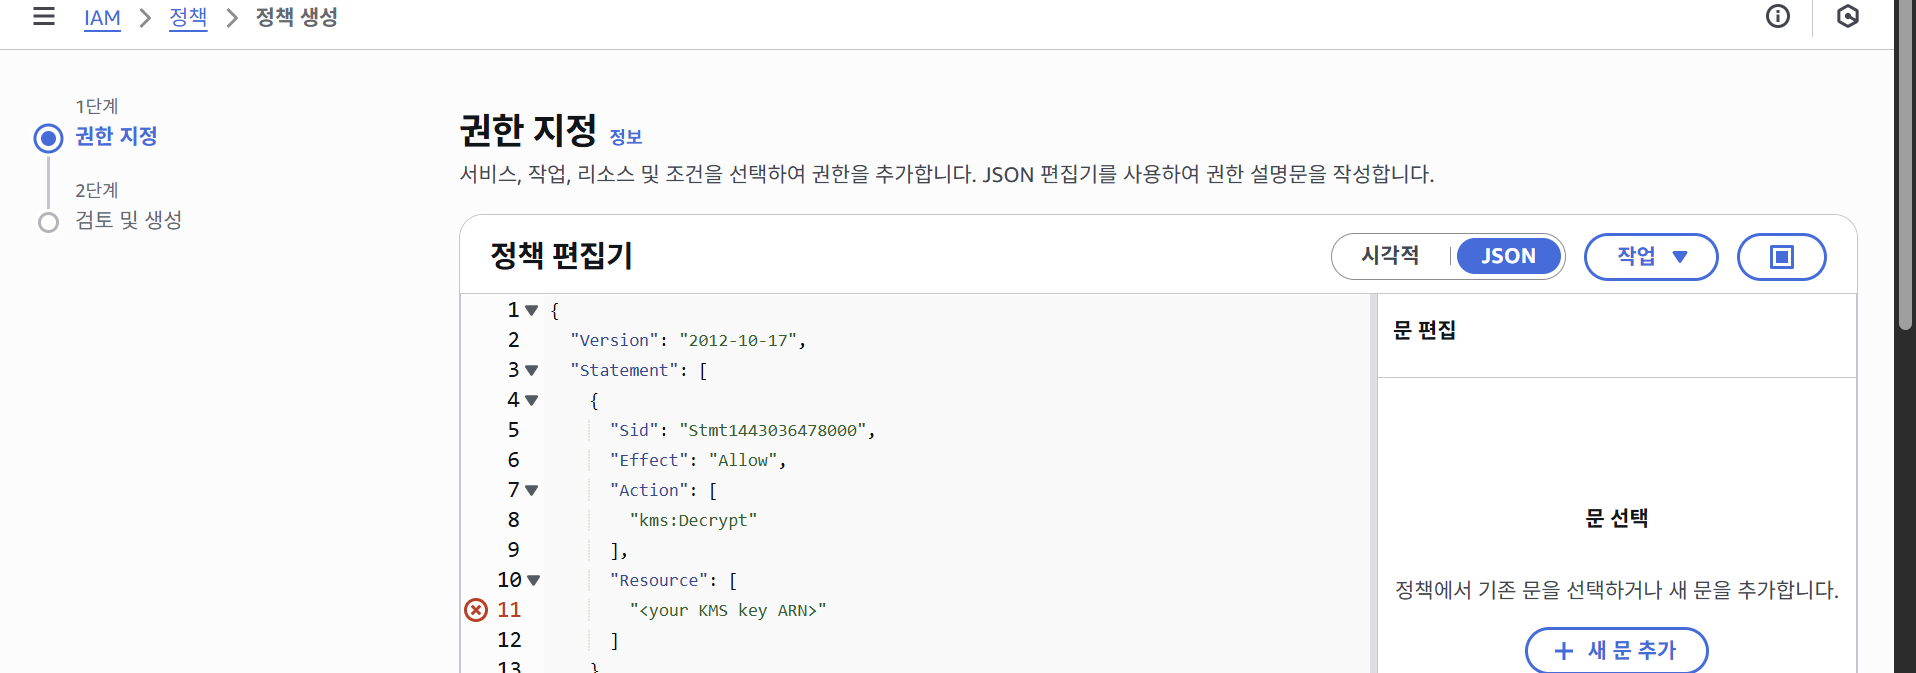 IAM > 정책 > 정책 생성
1단계
권한 지정
2단계
검토 및 생성
권한 지정 정보
서비스, 작업, 리소스 및 조건을 선택하여 권한을 추가합니다. JSON 편집기를 사용하여 권한 설명문을 작성합니다.
정책 편집기
시각적 | JSON
작업
1 {
2 "Version": "2012-10-17",
3 "Statement": [
4 {
5 "Sid": "Stmt1443036478000",
6 "Effect": "Allow",
7 "Action": [
8 "kms:Decrypt"
9 ],
10 "Resource": [
11 "<your KMS key ARN>"
12 ]
13 }
문 편집
문 선택
정책에서 기존 문을 선택하거나 새 문을 추가합니다.
+ 새 문 추가